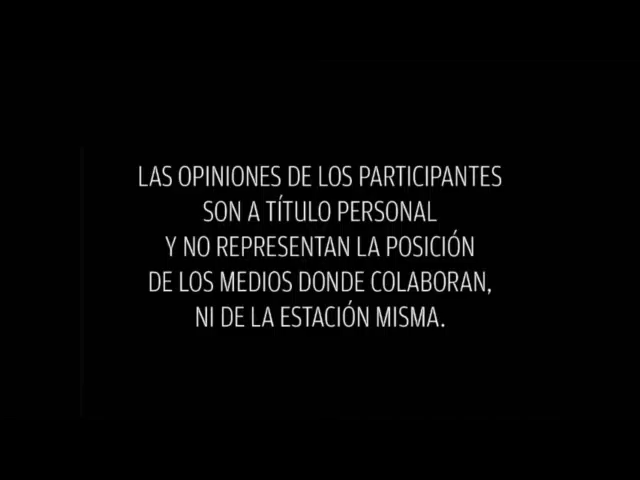 LAS OPINIONES DE LOS PARTICIPANTES
SON A TÍTULO PERSONAL
Y NO REPRESENTAN LA POSICIÓN
DE LOS MEDIOS DONDE COLABORAN,
NI DE LA ESTACIÓN MISMA.